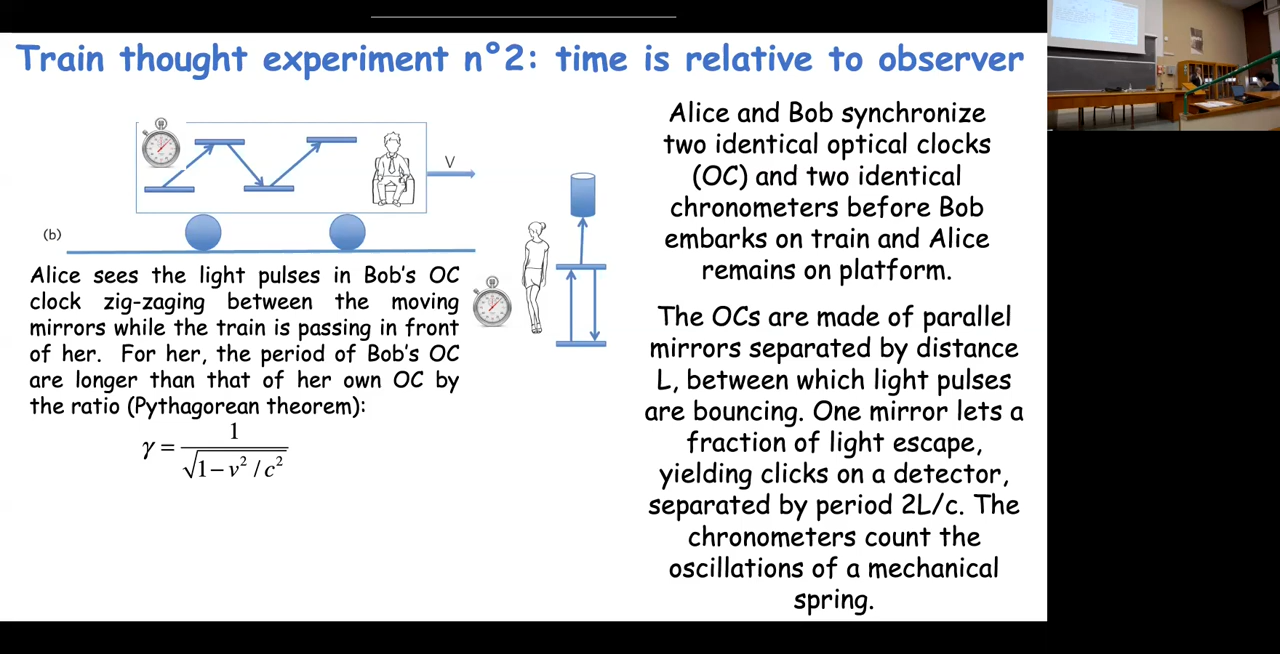 Train thought experiment n°2: time is relative to observer
V
(b)
Alice sees the light pulses in Bob's OC
clock zig-zaging between the moving
mirrors while the train is passing in front
of her. For her, the period of Bob's OC
are longer than that of her own OC by
the ratio (Pythagorean theorem):
γ = 1 / √(1 − v² / c²)
Alice and Bob synchronize
two identical optical clocks
(OC) and two identical
chronometers before Bob
embarks on train and Alice
remains on platform.
The OCs are made of parallel
mirrors separated by distance
L, between which light pulses
are bouncing. One mirror lets a
fraction of light escape,
yielding clicks on a detector,
separated by period 2L/c. The
chronometers count the
oscillations of a mechanical
spring.